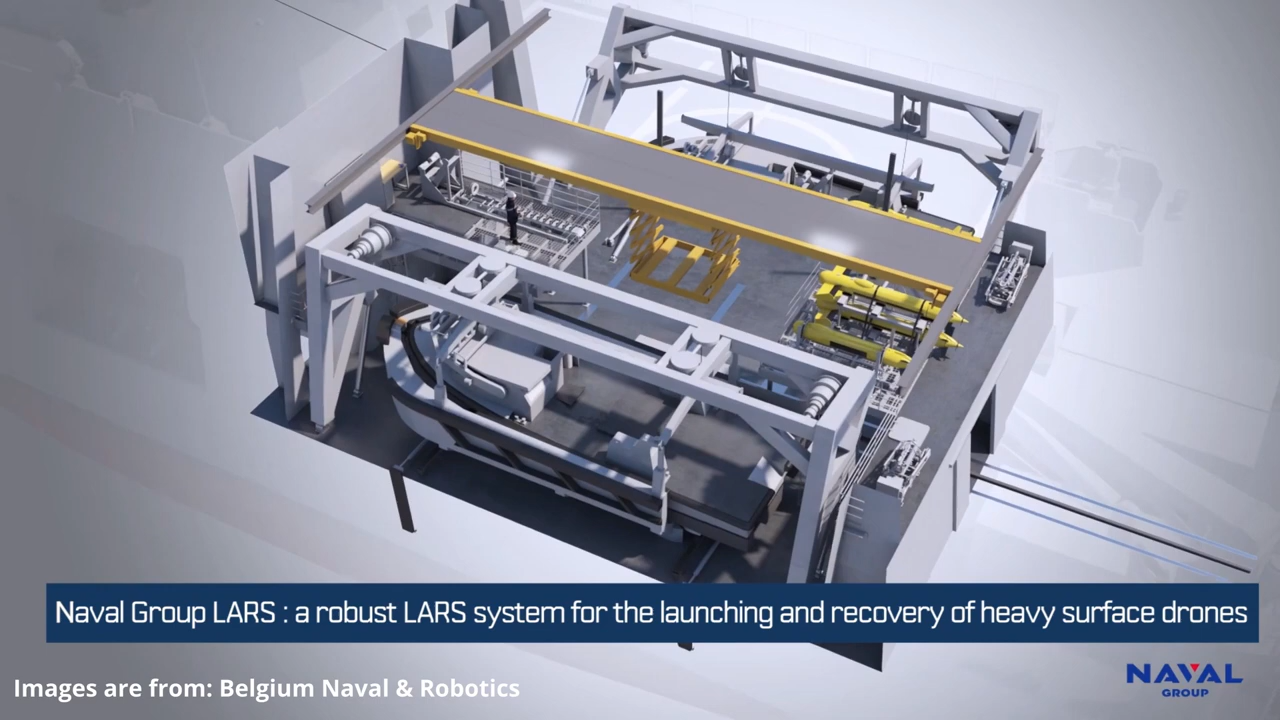 Naval Group LARS : a robust LARS system for the launching and recovery of heavy surface drones
Images are from: Belgium Naval & Robotics
NAVAL
GROUP